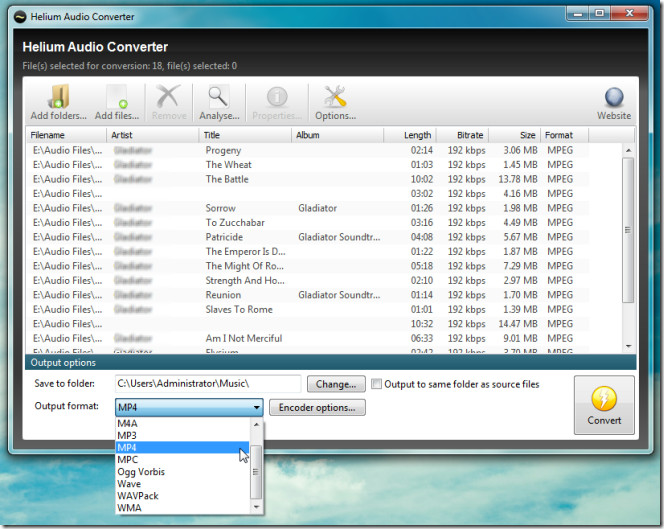 Helium Audio Converter
Helium Audio Converter
File(s) selected for conversion: 18, file(s) selected: 0
Add folders... Add files... Remove Analyse... Properties... Options... Website
Filename Artist Title Album Length Bitrate Size Format
E:\Audio Files\... Gladiator Progeny 02:14 192 kbps 3.06 MB MPEG
E:\Audio Files\... Gladiator The Wheat 01:03 192 kbps 1.45 MB MPEG
E:\Audio Files\... Gladiator The Battle 10:02 192 kbps 13.78 MB MPEG
E:\Audio Files\... 03:02 192 kbps 4.16 MB MPEG
E:\Audio Files\... Gladiator Sorrow Gladiator 01:26 192 kbps 1.98 MB MPEG
E:\Audio Files\... Gladiator To Zucchabar 03:16 192 kbps 4.49 MB MPEG
E:\Audio Files\... Gladiator Patricide Gladiator Soundtr... 04:08 192 kbps 5.67 MB MPEG
E:\Audio Files\... Gladiator The Emperor Is D... 01:22 192 kbps 1.87 MB MPEG
E:\Audio Files\... Gladiator The Might Of Ro... 05:18 192 kbps 7.29 MB MPEG
E:\Audio Files\... Gladiator Strength And Ho... 02:10 192 kbps 2.97 MB MPEG
E:\Audio Files\... Gladiator Reunion Gladiator Soundtr... 01:14 192 kbps 1.70 MB MPEG
E:\Audio Files\... Gladiator Slaves To Rome 01:01 192 kbps 1.39 MB MPEG
E:\Audio Files\... 10:32 192 kbps 14.47 MB MPEG
E:\Audio Files\... Gladiator Am I Not Merciful 06:33 192 kbps 9.01 MB MPEG
E:\Audio Files\... Gladiator Elysium 02:42 192 kbps 3.70 MB MPEG
Output options
Save to folder: C:\Users\Administrator\Music\ Change... Output to same folder as source files
Output format: MP4 Encoder options... Convert
M4A
MP3
MP4
MPC
Ogg Vorbis
Wave
WAVPack
WMA